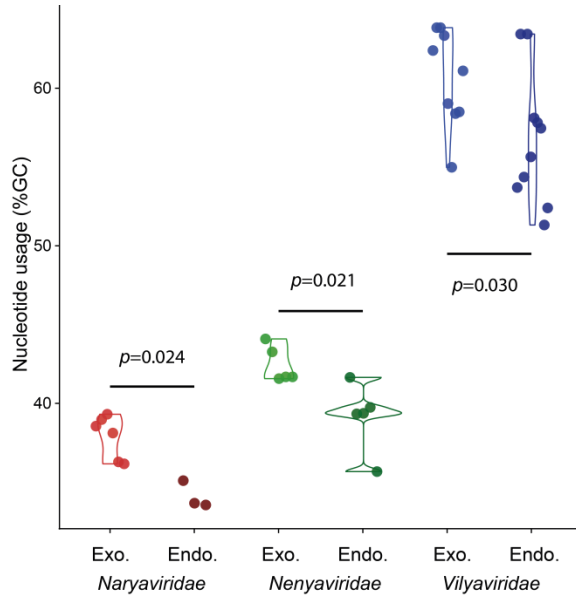 Nucleotide usage (%GC)
60
50
40
p=0.024
p=0.021
p=0.030
Exo. Endo. Exo. Endo. Exo. Endo.
Naryaviridae Nenyaviridae Vilyaviridae